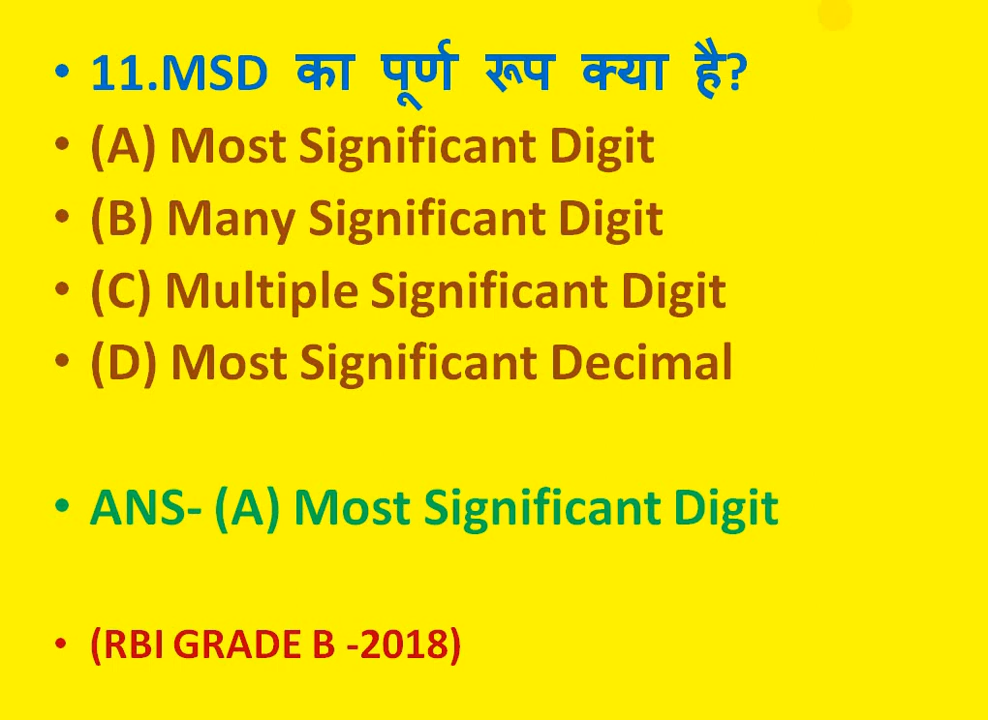 • 11.MSD का पूर्ण रूप क्या है?
• (A) Most Significant Digit
• (B) Many Significant Digit
• (C) Multiple Significant Digit
• (D) Most Significant Decimal
• ANS- (A) Most Significant Digit
• (RBI GRADE B -2018)